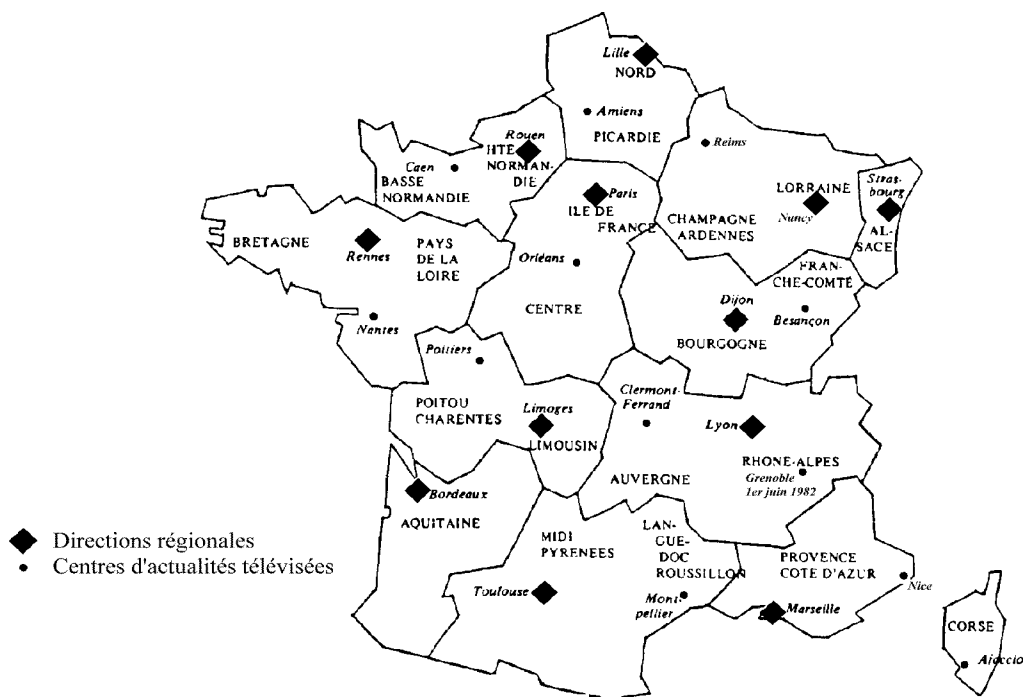 Lille
NORD
Amiens
PICARDIE
Rouen
HTE
NORMAN-
DIE
Caen
BASSE
NORMANDIE
Reims
LORRAINE
Nancy
Stras-
bourg
AL-
SACE
CHAMPAGNE
ARDENNES
Paris
ILE DE
FRANCE
BRETAGNE
Rennes
PAYS
DE LA
LOIRE
Nantes
Orléans
CENTRE
FRAN-
CHE-COMTÉ
Besançon
Dijon
BOURGOGNE
Poitiers
POITOU
CHARENTES
Limoges
LIMOUSIN
Clermont-
Ferrand
AUVERGNE
Lyon
RHONE-ALPES
Grenoble
1er juin 1982
Bordeaux
AQUITAINE
MIDI
PYRENEES
Toulouse
LAN-
GUE-
DOC
ROUSSILLON
Mont-
pellier
PROVENCE
COTE D'AZUR
Nice
Marseille
CORSE
Ajaccio
Directions régionales
Centres d'actualités télévisées